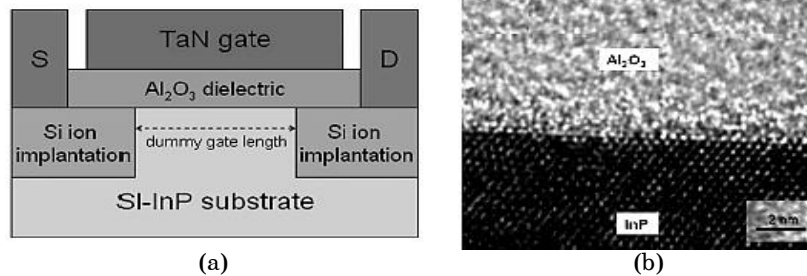 S
TaN gate
D
Al₂O₃ dielectric
Si ion
implantation
dummy gate length
Si ion
implantation
SI-InP substrate
(a)
Al₂O₃
InP
2 nm
(b)